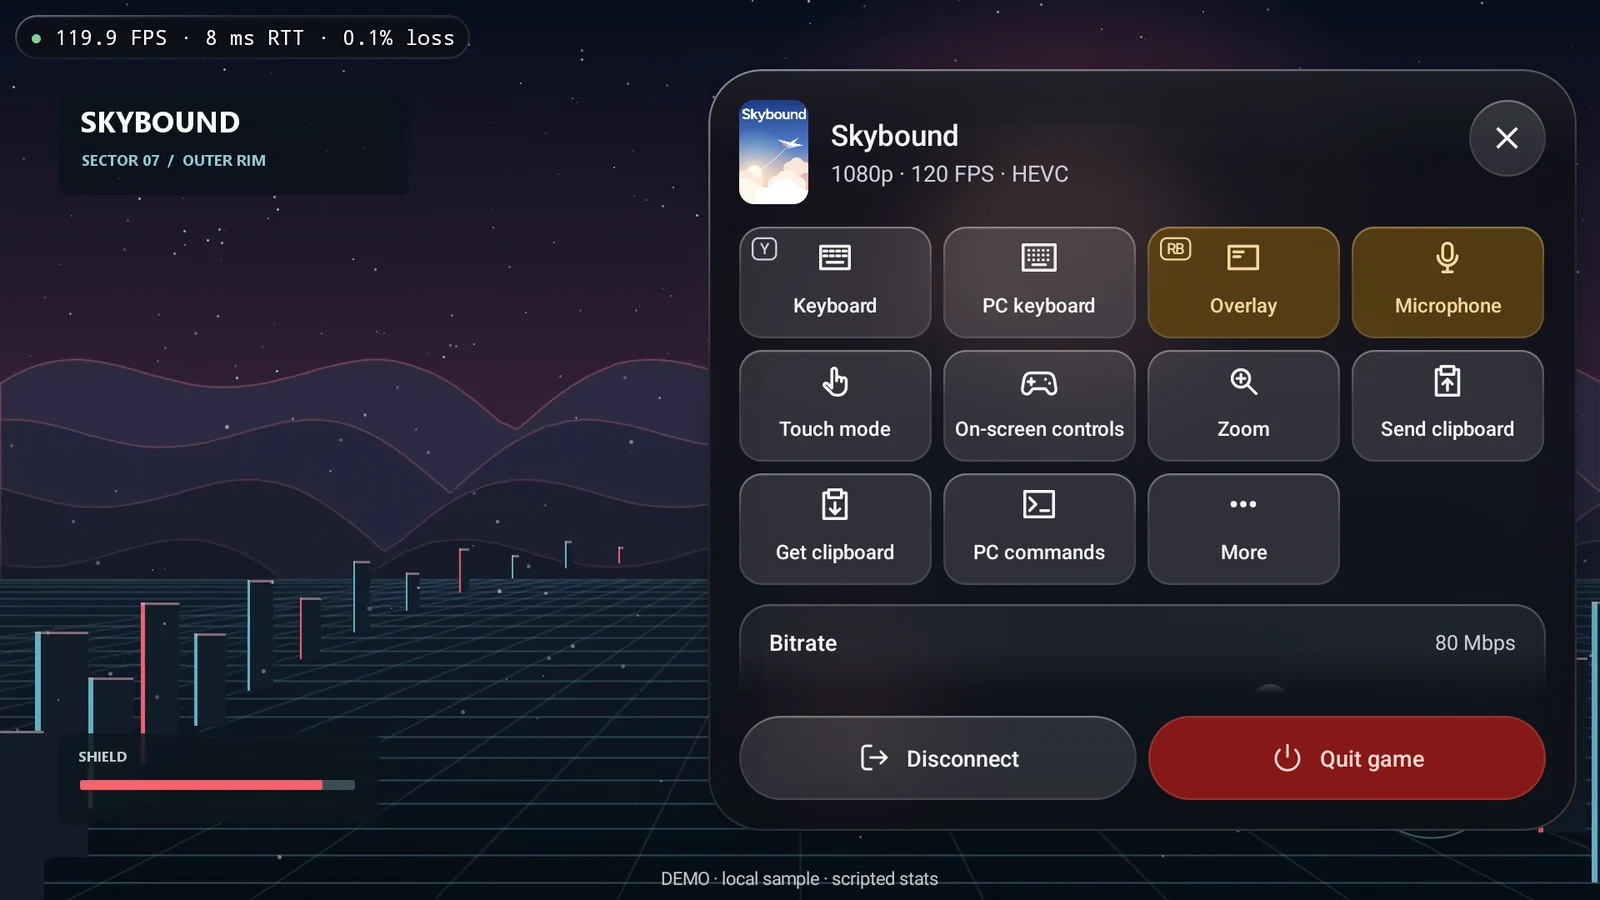 119.9 FPS · 8 ms RTT · 0.1% loss
SKYBOUND
SECTOR 07 / OUTER RIM
Skybound
Skybound
1080p · 120 FPS · HEVC
Y
Keyboard
PC keyboard
RB
Overlay
Microphone
Touch mode
On-screen controls
Zoom
Send clipboard
Get clipboard
PC commands
More
Bitrate
80 Mbps
SHIELD
Disconnect
Quit game
DEMO · local sample · scripted stats